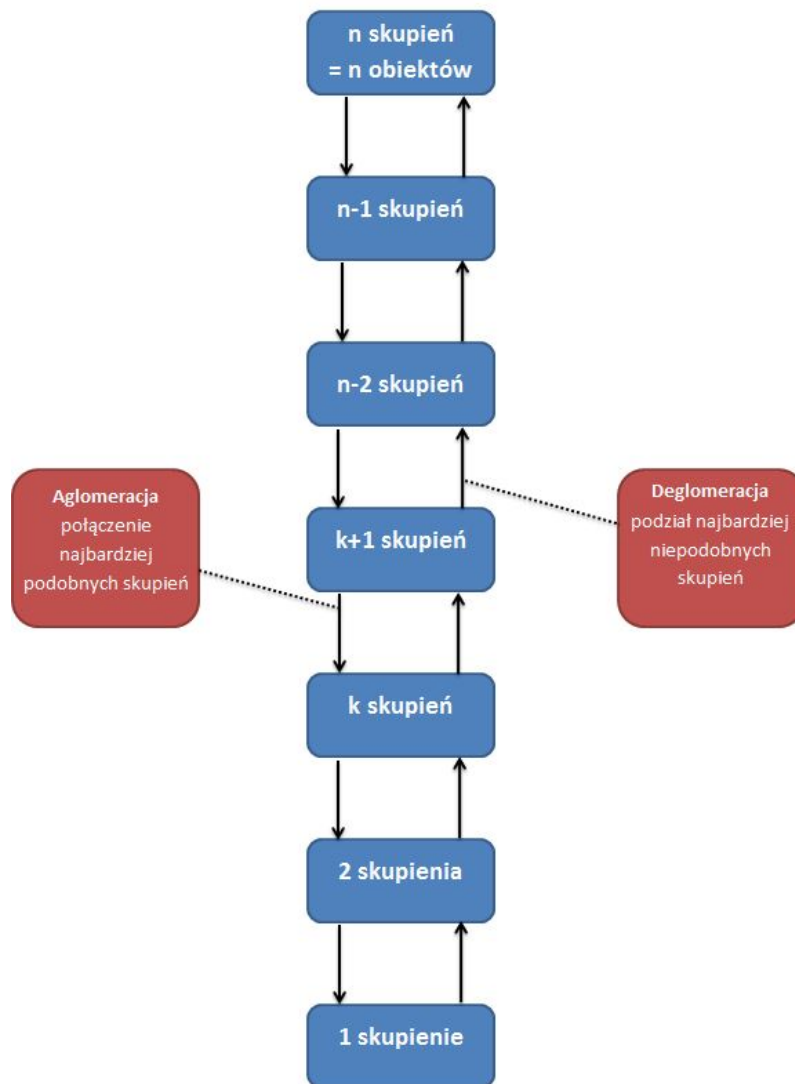 n skupień
= n obiektów
n-1 skupień
n-2 skupień
Aglomeracja
połączenie
najbardziej
podobnych skupień
Deglomeracja
podział najbardziej
niepodobnych
skupień
k+1 skupień
k skupień
2 skupienia
1 skupienie